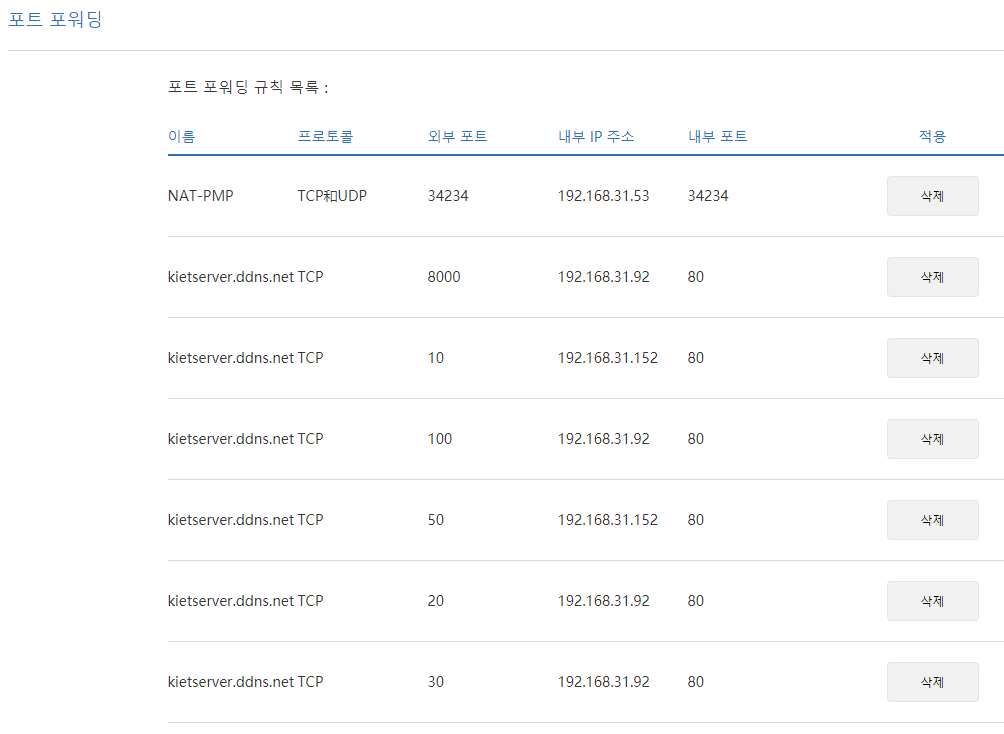 포트 포워딩
포트 포워딩 규칙 목록 :
이름 프로토콜 외부 포트 내부 IP 주소 내부 포트 적용
NAT-PMP TCP和UDP 34234 192.168.31.53 34234 삭제
kietserver.ddns.net TCP 8000 192.168.31.92 80 삭제
kietserver.ddns.net TCP 10 192.168.31.152 80 삭제
kietserver.ddns.net TCP 100 192.168.31.92 80 삭제
kietserver.ddns.net TCP 50 192.168.31.152 80 삭제
kietserver.ddns.net TCP 20 192.168.31.92 80 삭제
kietserver.ddns.net TCP 30 192.168.31.92 80 삭제